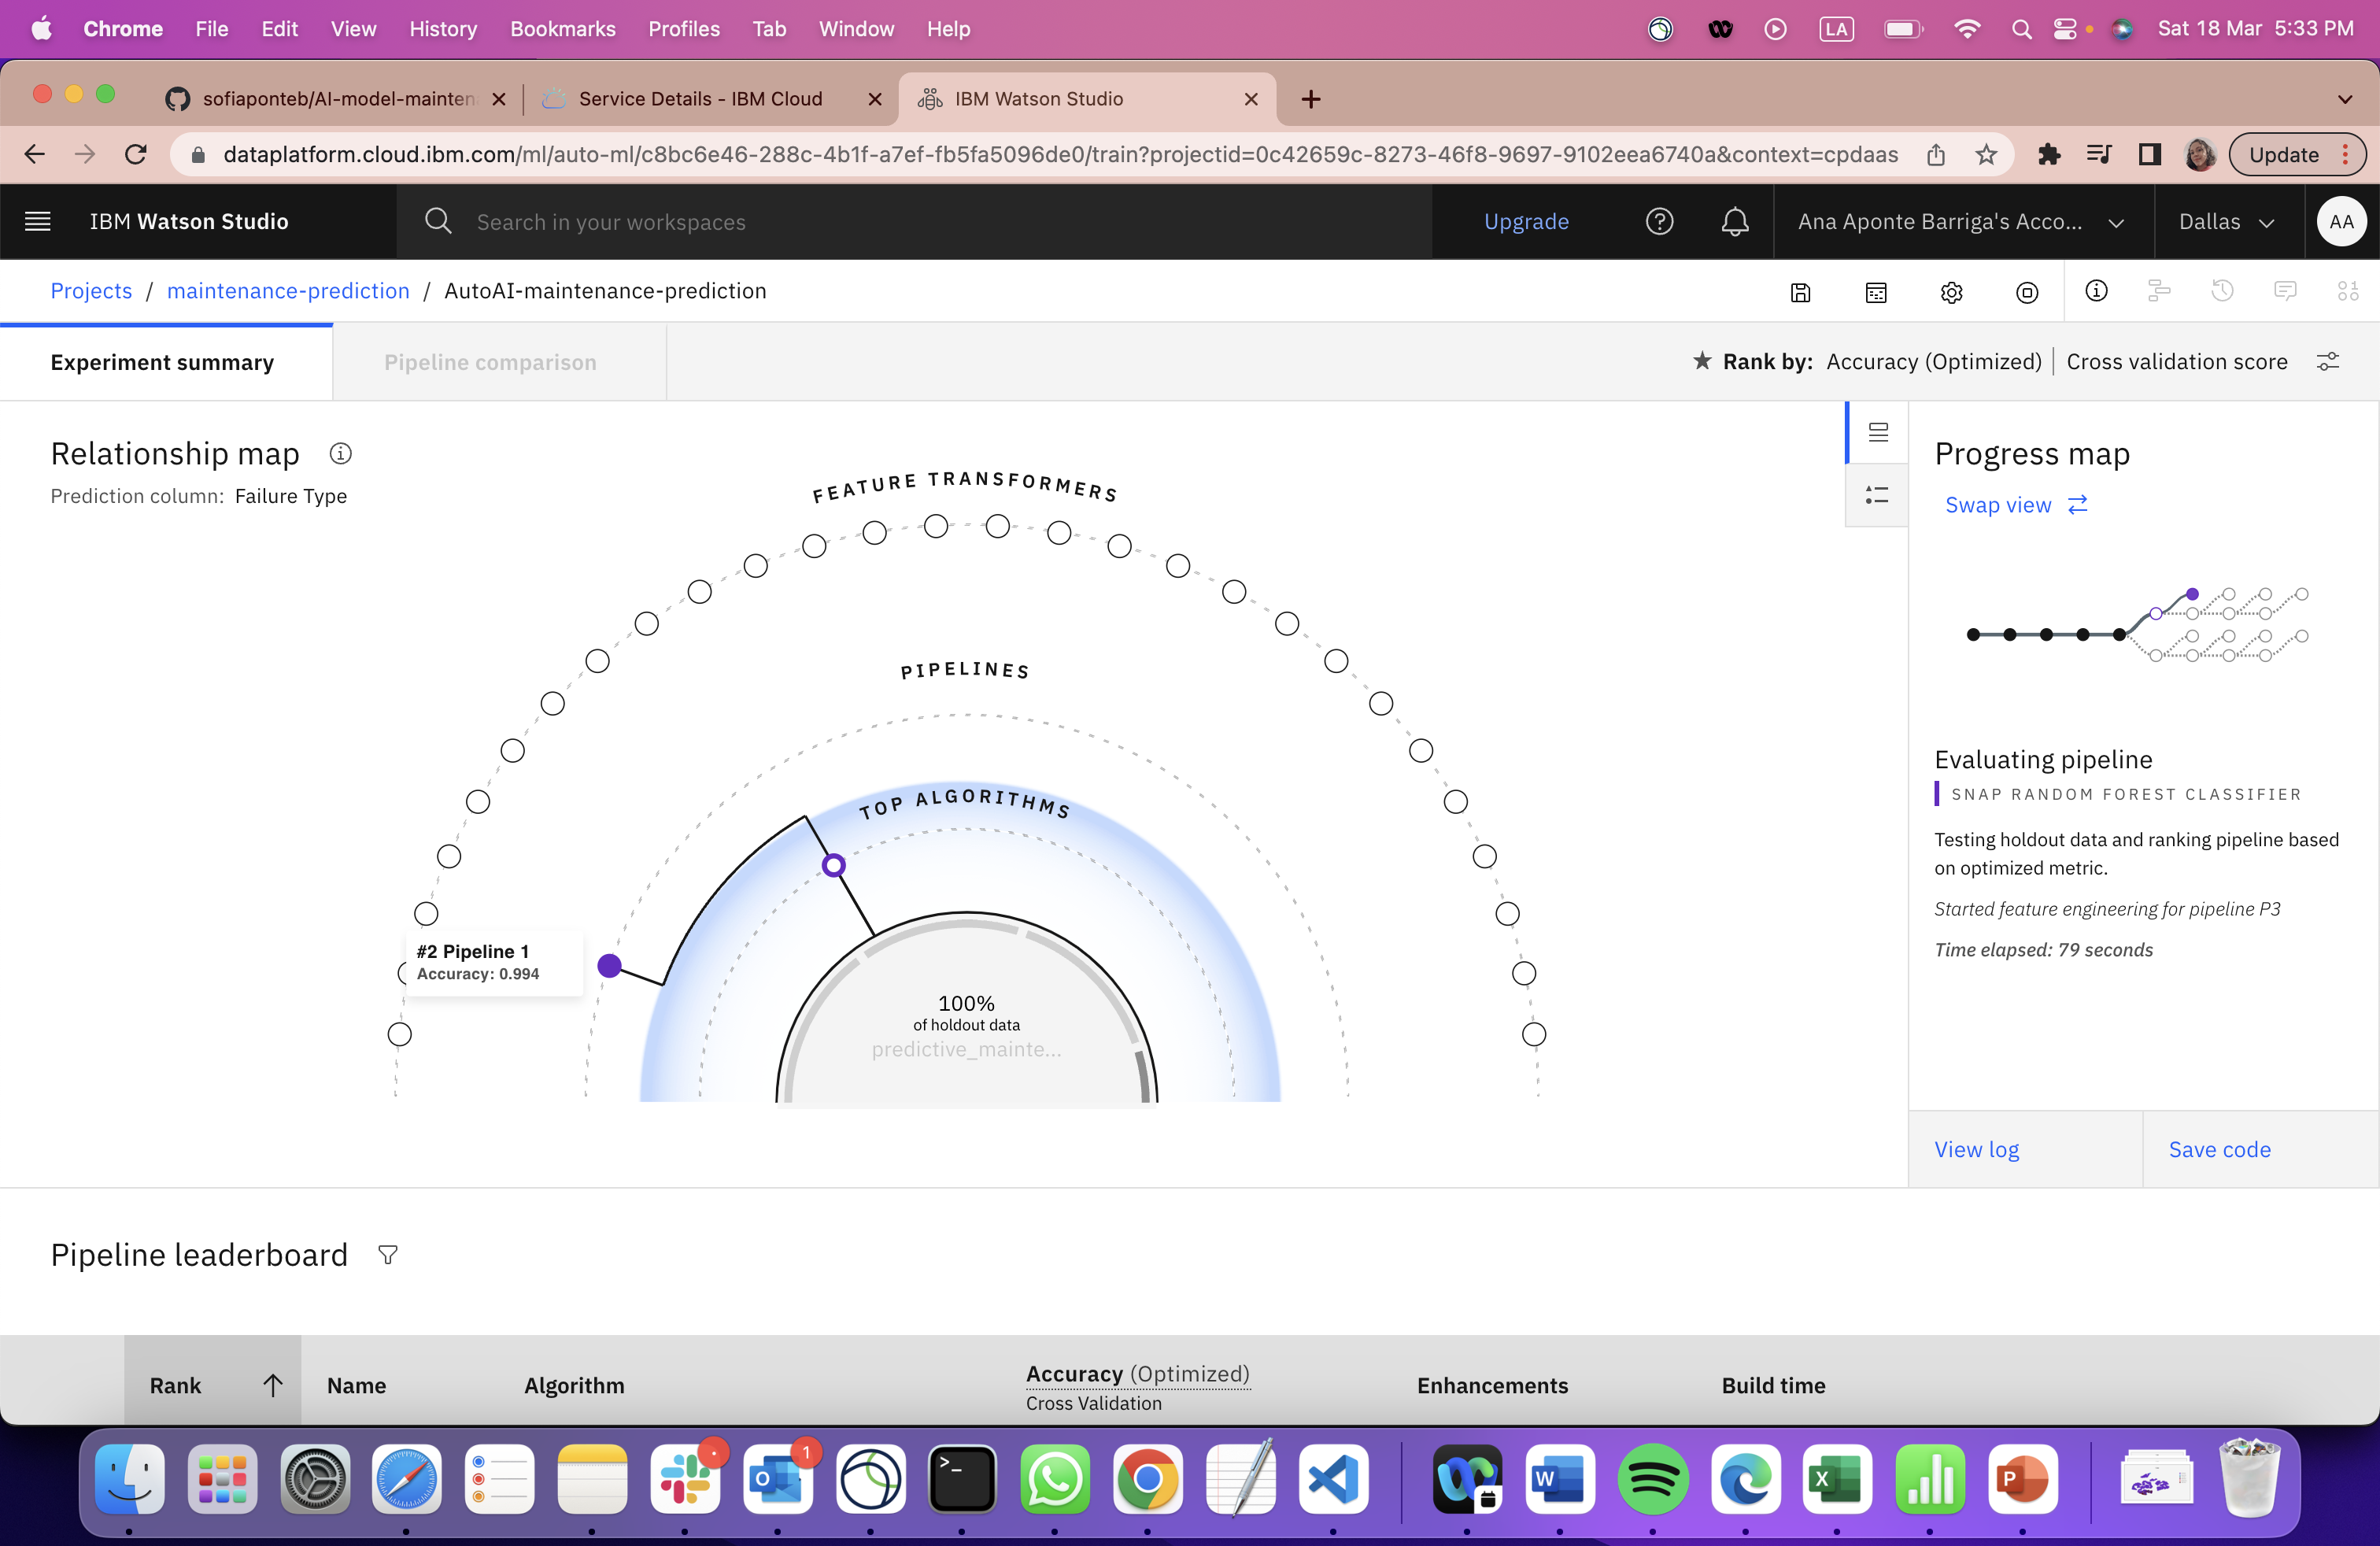 Chrome File Edit View History Bookmarks Profiles Tab Window Help LA Sat 18 Mar 5:33 PM
sofiaponteb/AI-model-mainten Service Details - IBM Cloud IBM Watson Studio
dataplatform.cloud.ibm.com/ml/auto-ml/c8bc6e46-288c-4b1f-a7ef-fb5fa5096de0/train?projectid=0c42659c-8273-46f8-9697-9102eea6740a&context=cpdaas Update
IBM Watson Studio Search in your workspaces Upgrade Ana Aponte Barriga's Acco... Dallas AA
Projects / maintenance-prediction / AutoAI-maintenance-prediction
Experiment summary Pipeline comparison Rank by: Accuracy (Optimized) Cross validation score
Relationship map
Prediction column: Failure Type
FEATURE TRANSFORMERS
PIPELINES
TOP ALGORITHMS
#2 Pipeline 1
Accuracy: 0.994
100%
of holdout data
predictive_mainte...
Progress map
Swap view
Evaluating pipeline
SNAP RANDOM FOREST CLASSIFIER
Testing holdout data and ranking pipeline based
on optimized metric.
Started feature engineering for pipeline P3
Time elapsed: 79 seconds
View log Save code
Pipeline leaderboard
Rank Name Algorithm Accuracy (Optimized) Enhancements Build time
Cross Validation
1